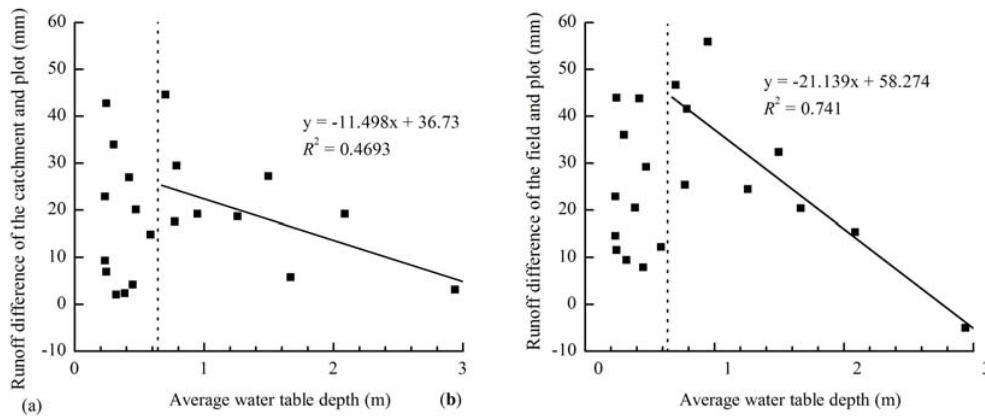 Runoff difference of the catchment and plot (mm)
60
50
40
30
20
10
0
-10
y = -11.498x + 36.73
R² = 0.4693
0 1 2 3
Average water table depth (m)
(a)
Runoff difference of the field and plot (mm)
60
50
40
30
20
10
0
-10
y = -21.139x + 58.274
R² = 0.741
0 1 2 3
Average water table depth (m)
(b)